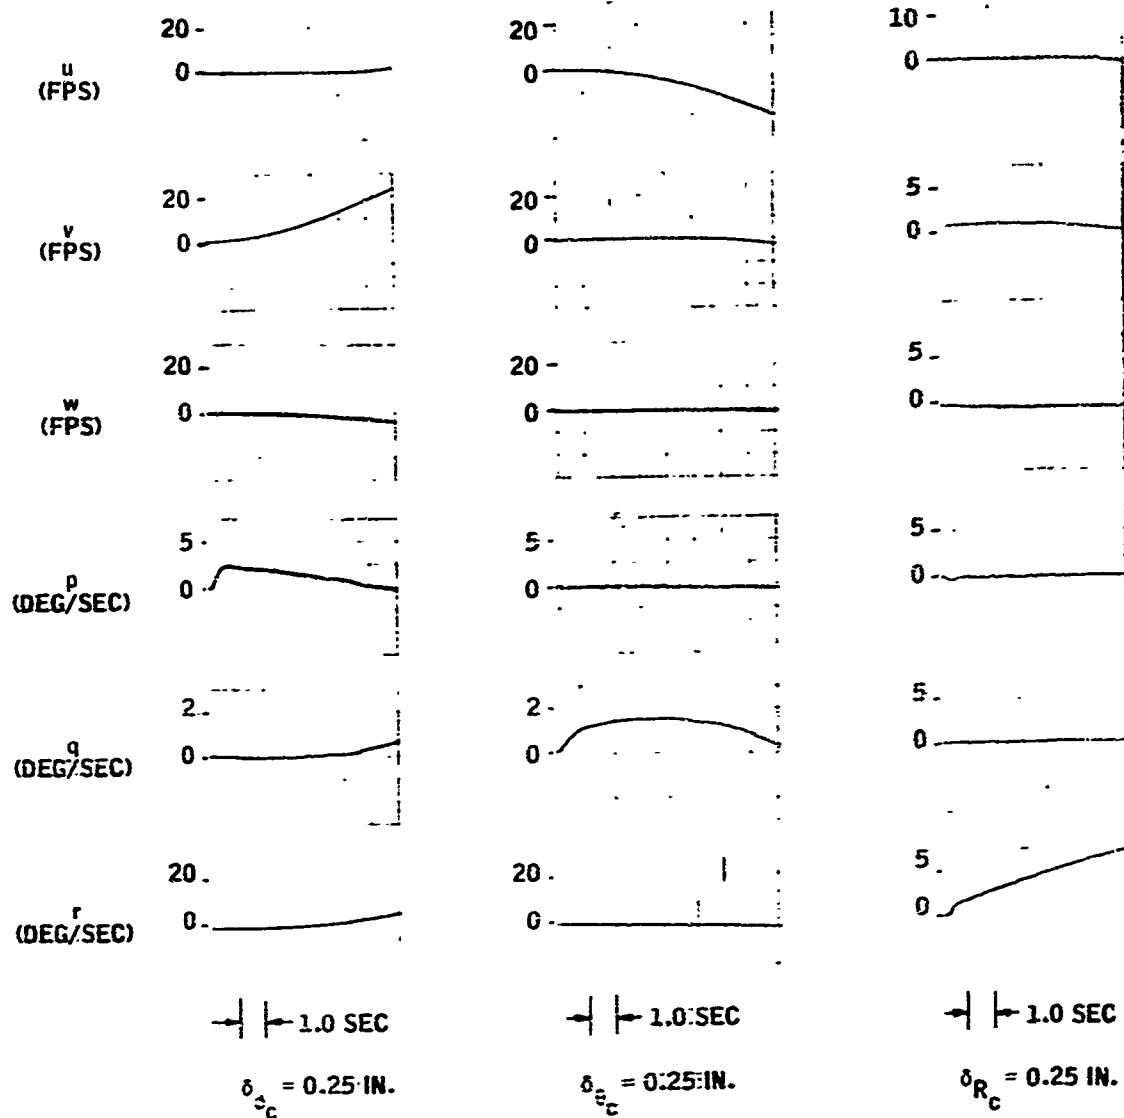 20 - 20 - 10 -
u
(FPS) 0 - 0 - 0 -
20 - 20 - 5 -
v
(FPS) 0 - 0 - 0 -
20 - 20 - 5 -
w
(FPS) 0 - 0 - 0 -
5 - 5 - 5 -
p
(DEG/SEC) 0 - 0 - 0 -
2 - 2 - 5 -
q
(DEG/SEC) 0 - 0 - 0 -
20 - 20 - 5 -
r
(DEG/SEC) 0 - 0 - 0 -
1.0 SEC 1.0 SEC 1.0 SEC
= 0.25 IN. = 0.25 IN. δRc = 0.25 IN.